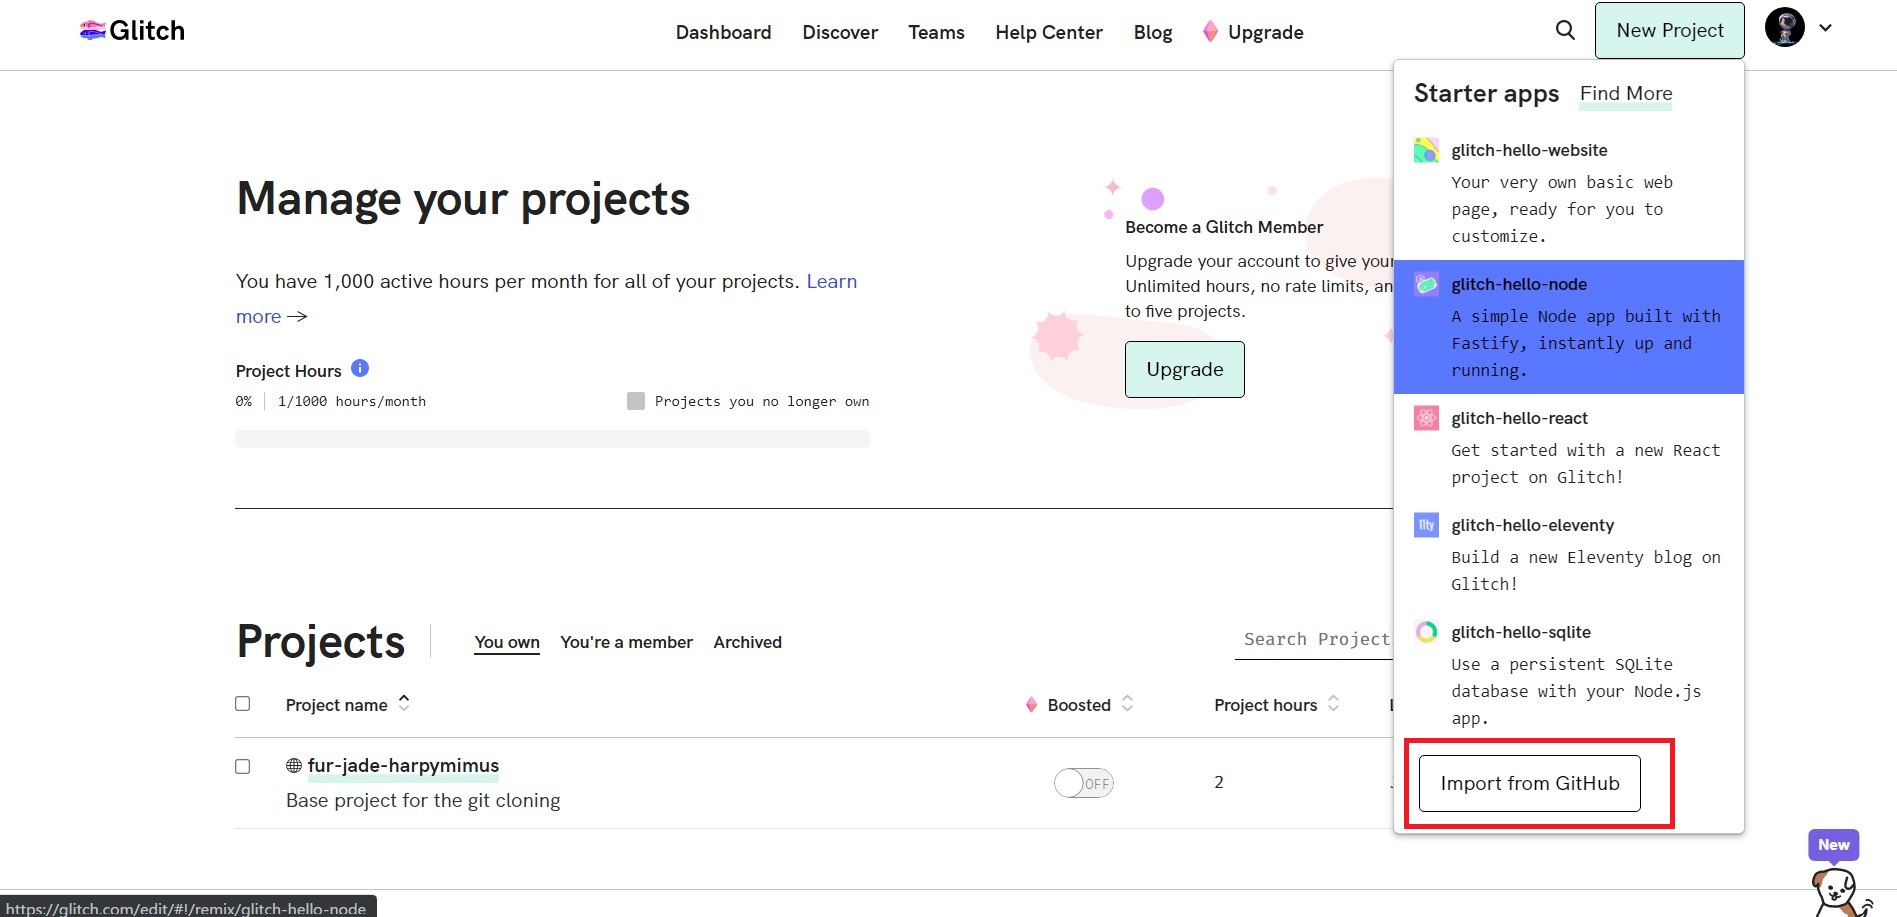 Glitch
Dashboard Discover Teams Help Center Blog Upgrade
New Project
Starter apps Find More
glitch-hello-website
Your very own basic web
page, ready for you to
customize.
glitch-hello-node
A simple Node app built with
Fastify, instantly up and
running.
glitch-hello-react
Get started with a new React
project on Glitch!
11ty
glitch-hello-eleventy
Build a new Eleventy blog on
Glitch!
glitch-hello-sqlite
Use a persistent SQLite
database with your Node.js
app.
Import from GitHub
Manage your projects
You have 1,000 active hours per month for all of your projects. Learn
more →
Project Hours i
0% 1/1000 hours/month
Projects you no longer own
Become a Glitch Member
Upgrade your account to give your
Unlimited hours, no rate limits, an
to five projects.
Upgrade
Projects You own You're a member Archived
Search Project
Project name Boosted Project hours
fur-jade-harpymimus
Base project for the git cloning
OFF
2
New
https://glitch.com/edit/#!/remix/glitch-hello-node